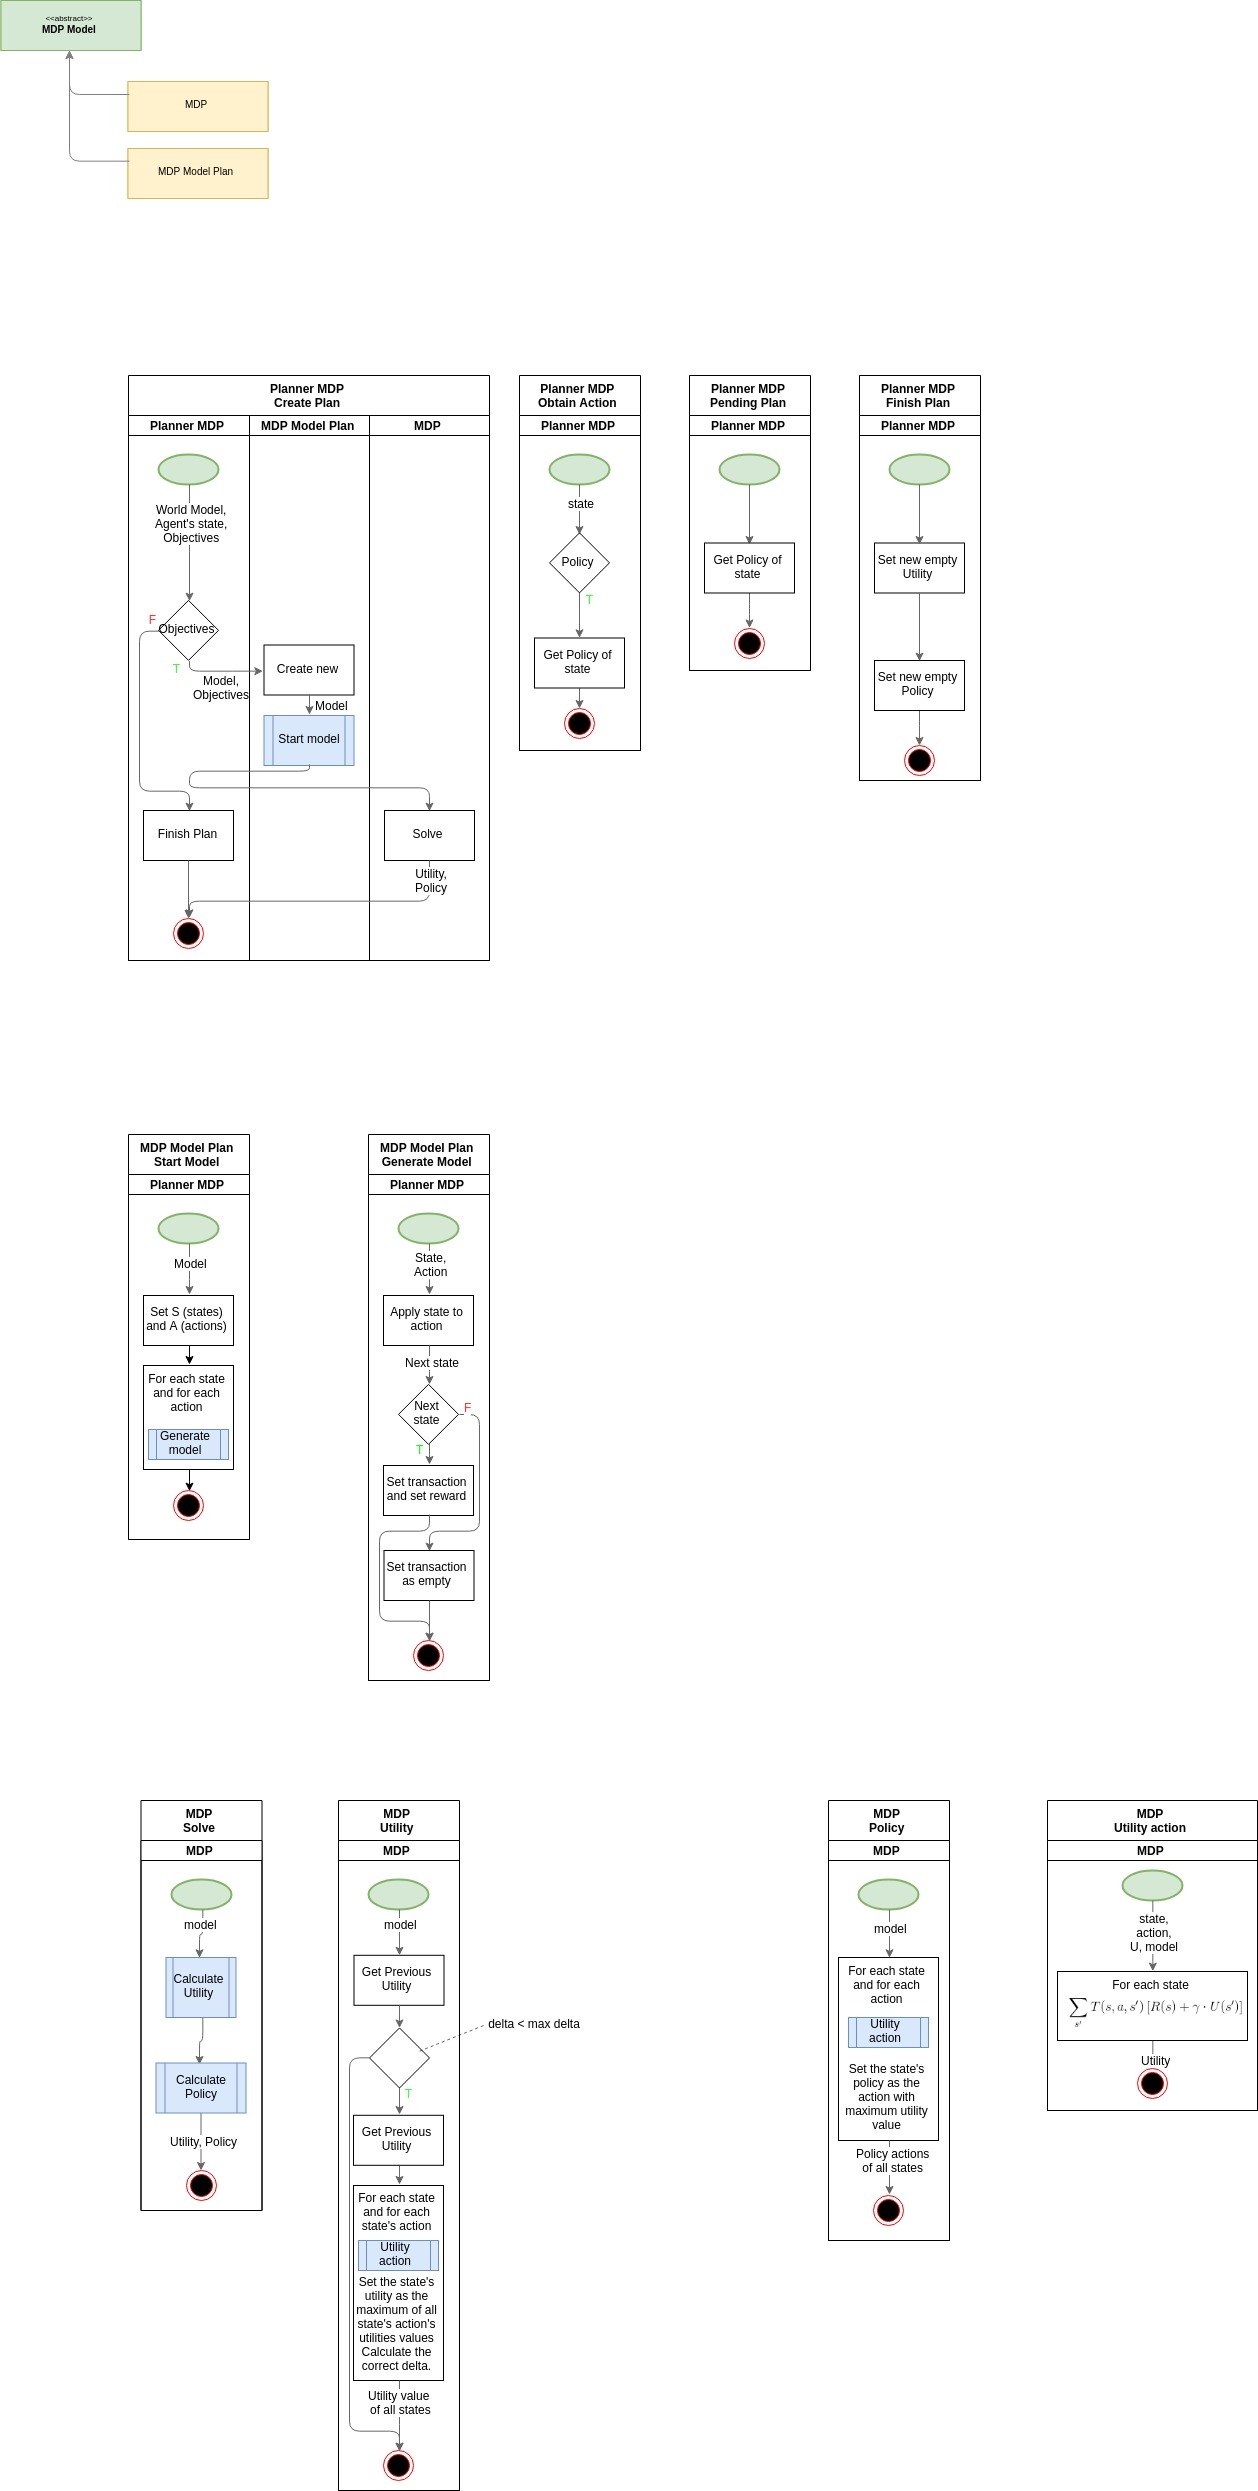 <<abstract>>
MDP Model
MDP
MDP Model Plan
Planner MDP
Create Plan
Planner MDP
MDP Model Plan
MDP
World Model,
Agent's state,
Objectives
Objectives
F
T
Model,
Objectives
Create new
Model
Start model
Finish Plan
Solve
Utility,
Policy
Planner MDP
Obtain Action
Planner MDP
state
Policy
T
Get Policy of
state
Planner MDP
Pending Plan
Planner MDP
Get Policy of
state
Planner MDP
Finish Plan
Planner MDP
Set new empty
Utility
Set new empty
Policy
MDP Model Plan
Start Model
Planner MDP
Model
Set S (states)
and A (actions)
For each state
and for each
action
Generate
model
MDP Model Plan
Generate Model
Planner MDP
State,
Action
Apply state to
action
Next state
Next
state
F
T
Set transaction
and set reward
Set transaction
as empty
MDP
Solve
MDP
model
Calculate
Utility
Calculate
Policy
Utility, Policy
MDP
Utility
MDP
model
Get Previous
Utility
delta < max delta
T
Get Previous
Utility
For each state
and for each
state's action
Utility
action
Set the state's
utility as the
maximum of all
state's action's
utilities values
Calculate the
correct delta.
Utility value
of all states
MDP
Policy
MDP
model
For each state
and for each
action
Utility
action
Set the state's
policy as the
action with
maximum utility
value
Policy actions
of all states
MDP
Utility action
MDP
state,
action,
U, model
For each state
∑ T(s, a, s′) [R(s) + γ · U(s′)]
s′
Utility